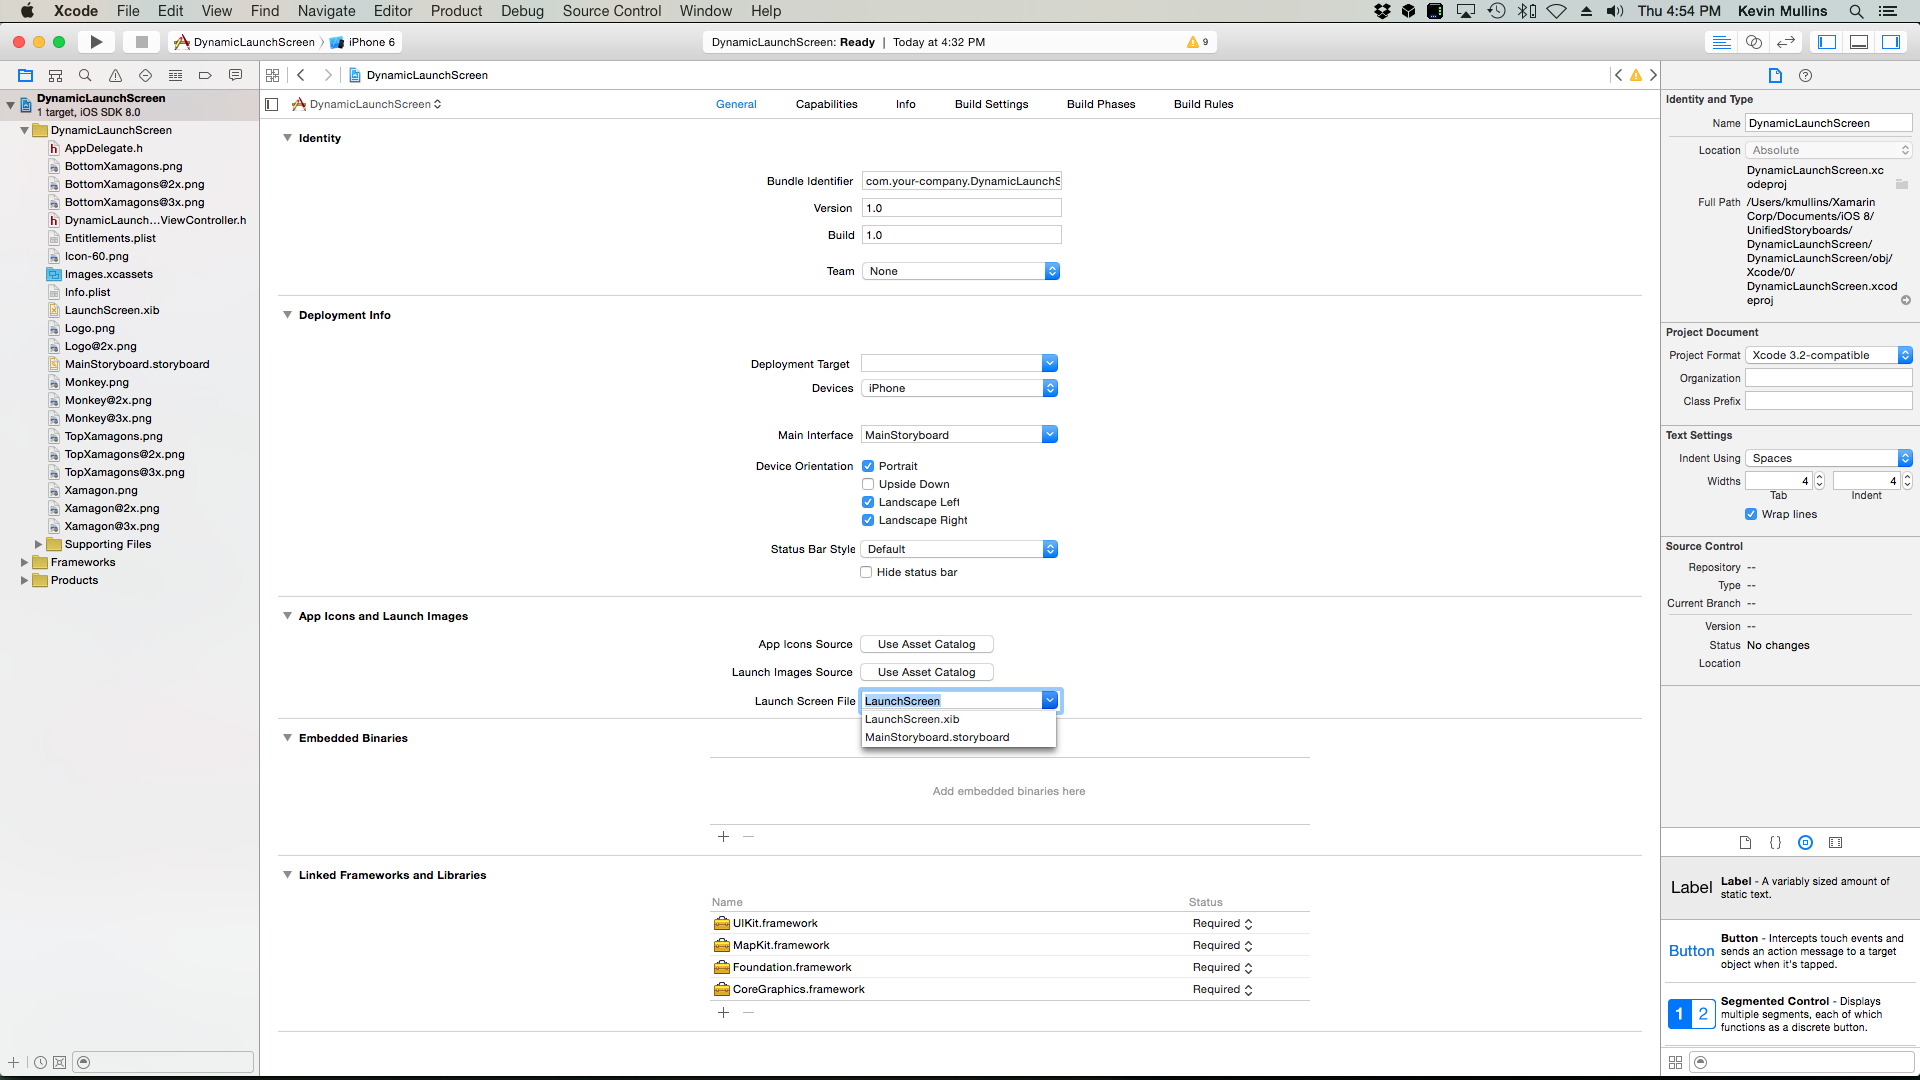 Xcode File Edit View Find Navigate Editor Product Debug Source Control Window Help Thu 4:54 PM Kevin Mullins
DynamicLaunchScreen iPhone 6 DynamicLaunchScreen: Ready | Today at 4:32 PM 9
DynamicLaunchScreen
DynamicLaunchScreen
1 target, iOS SDK 8.0
DynamicLaunchScreen
AppDelegate.h
BottomXamagons.png
BottomXamagons@2x.png
BottomXamagons@3x.png
DynamicLaunch...ViewController.h
Entitlements.plist
Icon-60.png
Images.xcassets
Info.plist
LaunchScreen.xib
Logo.png
Logo@2x.png
MainStoryboard.storyboard
Monkey.png
Monkey@2x.png
Monkey@3x.png
TopXamagons.png
TopXamagons@2x.png
TopXamagons@3x.png
Xamagon.png
Xamagon@2x.png
Xamagon@3x.png
Supporting Files
Frameworks
Products
DynamicLaunchScreen General Capabilities Info Build Settings Build Phases Build Rules
Identity
Bundle Identifier com.your-company.DynamicLaunchS
Version 1.0
Build 1.0
Team None
Deployment Info
Deployment Target
Devices iPhone
Main Interface MainStoryboard
Device Orientation Portrait
Upside Down
Landscape Left
Landscape Right
Status Bar Style Default
Hide status bar
App Icons and Launch Images
App Icons Source Use Asset Catalog
Launch Images Source Use Asset Catalog
Launch Screen File LaunchScreen
LaunchScreen.xib
MainStoryboard.storyboard
Embedded Binaries
Add embedded binaries here
Linked Frameworks and Libraries
Name Status
UIKit.framework Required
MapKit.framework Required
Foundation.framework Required
CoreGraphics.framework Required
Identity and Type
Name DynamicLaunchScreen
Location Absolute
DynamicLaunchScreen.xc
odeproj
Full Path /Users/kmullins/Xamarin
Corp/Documents/iOS 8/
UnifiedStoryboards/
DynamicLaunchScreen/
DynamicLaunchScreen/obj/
Xcode/0/
DynamicLaunchScreen.xcod
eproj
Project Document
Project Format Xcode 3.2-compatible
Organization
Class Prefix
Text Settings
Indent Using Spaces
Widths 4 4
Tab Indent
Wrap lines
Source Control
Repository --
Type --
Current Branch --
Version --
Status No changes
Location
Label Label - A variably sized amount of
static text.
Button Button - Intercepts touch events and
sends an action message to a target
object when it's tapped.
1 2 Segmented Control - Displays
multiple segments, each of which
functions as a discrete button.